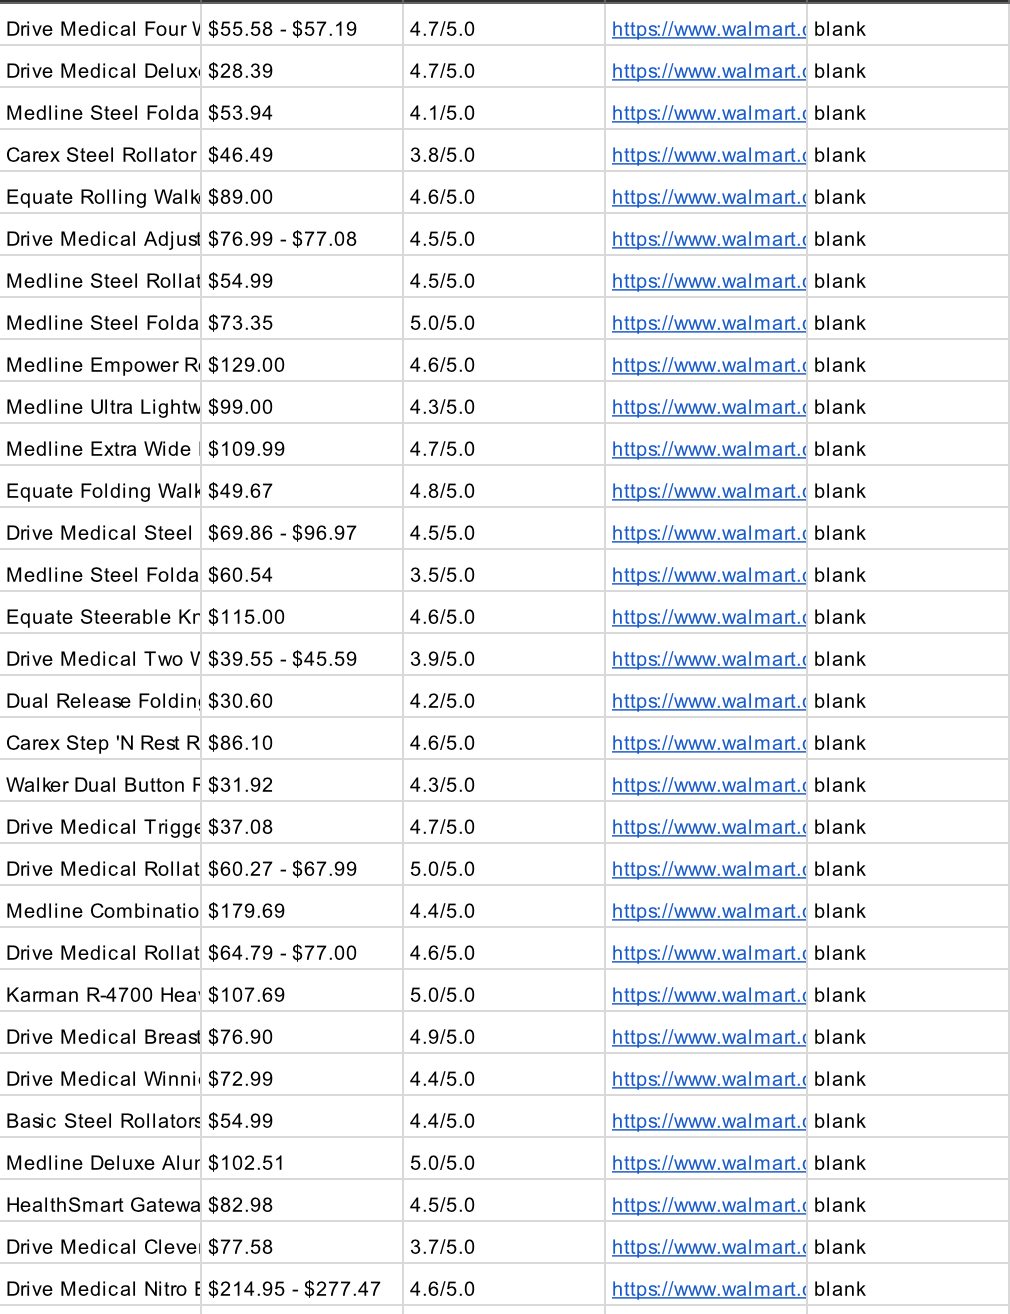 Drive Medical Four $55.58 - $57.19 4.7/5.0 https://www.walmart. blank
Drive Medical Delux $28.39 4.7/5.0 https://www.walmart. blank
Medline Steel Folda $53.94 4.1/5.0 https://www.walmart. blank
Carex Steel Rollator $46.49 3.8/5.0 https://www.walmart. blank
Equate Rolling Walk $89.00 4.6/5.0 https://www.walmart. blank
Drive Medical Adjust $76.99 - $77.08 4.5/5.0 https://www.walmart. blank
Medline Steel Rollat $54.99 4.5/5.0 https://www.walmart. blank
Medline Steel Folda $73.35 5.0/5.0 https://www.walmart. blank
Medline Empower R $129.00 4.6/5.0 https://www.walmart. blank
Medline Ultra Lightw $99.00 4.3/5.0 https://www.walmart. blank
Medline Extra Wide $109.99 4.7/5.0 https://www.walmart. blank
Equate Folding Walk $49.67 4.8/5.0 https://www.walmart. blank
Drive Medical Steel $69.86 - $96.97 4.5/5.0 https://www.walmart. blank
Medline Steel Folda $60.54 3.5/5.0 https://www.walmart. blank
Equate Steerable Kn $115.00 4.6/5.0 https://www.walmart. blank
Drive Medical Two $39.55 - $45.59 3.9/5.0 https://www.walmart. blank
Dual Release Folding $30.60 4.2/5.0 https://www.walmart. blank
Carex Step 'N Rest R $86.10 4.6/5.0 https://www.walmart. blank
Walker Dual Button $31.92 4.3/5.0 https://www.walmart. blank
Drive Medical Trigge $37.08 4.7/5.0 https://www.walmart. blank
Drive Medical Rollat $60.27 - $67.99 5.0/5.0 https://www.walmart. blank
Medline Combinatio $179.69 4.4/5.0 https://www.walmart. blank
Drive Medical Rollat $64.79 - $77.00 4.6/5.0 https://www.walmart. blank
Karman R-4700 Heav $107.69 5.0/5.0 https://www.walmart. blank
Drive Medical Breast $76.90 4.9/5.0 https://www.walmart. blank
Drive Medical Winni $72.99 4.4/5.0 https://www.walmart. blank
Basic Steel Rollators $54.99 4.4/5.0 https://www.walmart. blank
Medline Deluxe Alum $102.51 5.0/5.0 https://www.walmart. blank
HealthSmart Gatewa $82.98 4.5/5.0 https://www.walmart. blank
Drive Medical Clever $77.58 3.7/5.0 https://www.walmart. blank
Drive Medical Nitro $214.95 - $277.47 4.6/5.0 https://www.walmart. blank